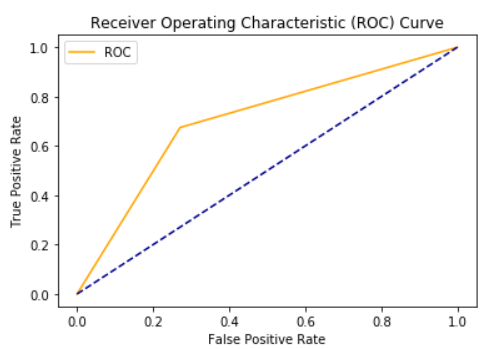 Receiver Operating Characteristic (ROC) Curve
ROC
True Positive Rate
1.0
0.8
0.6
0.4
0.2
0.0
0.0 0.2 0.4 0.6 0.8 1.0
False Positive Rate